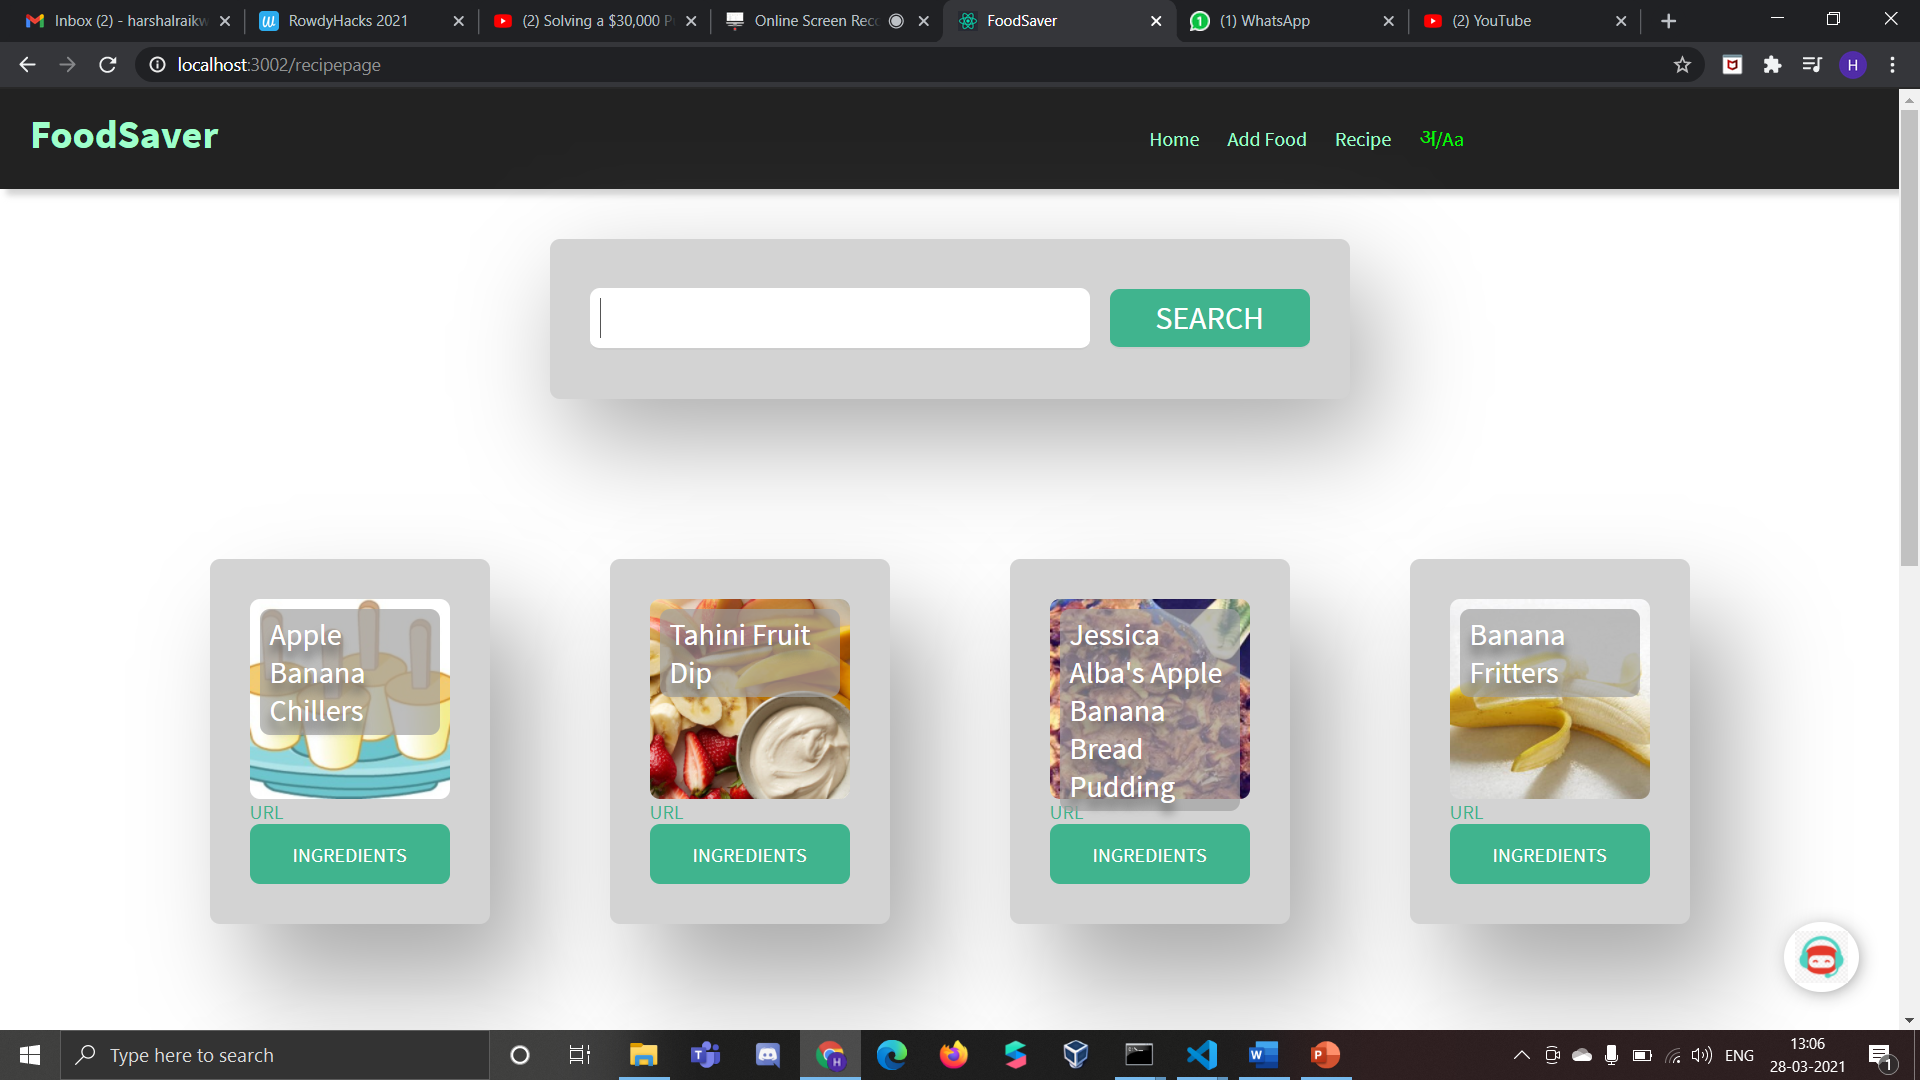 Inbox (2) - harshalraikw
RowdyHacks 2021
(2) Solving a $30,000 P
Online Screen Reco
FoodSaver
(1) WhatsApp
(2) YouTube
localhost:3002/recipepage
H
FoodSaver
Home
Add Food
Recipe
अ/Aa
SEARCH
Apple
Banana
Chillers
URL
INGREDIENTS
Tahini Fruit
Dip
URL
INGREDIENTS
Jessica
Alba's Apple
Banana
Bread
Pudding
URL
INGREDIENTS
Banana
Fritters
URL
INGREDIENTS
Type here to search
ENG
13:06
28-03-2021
1